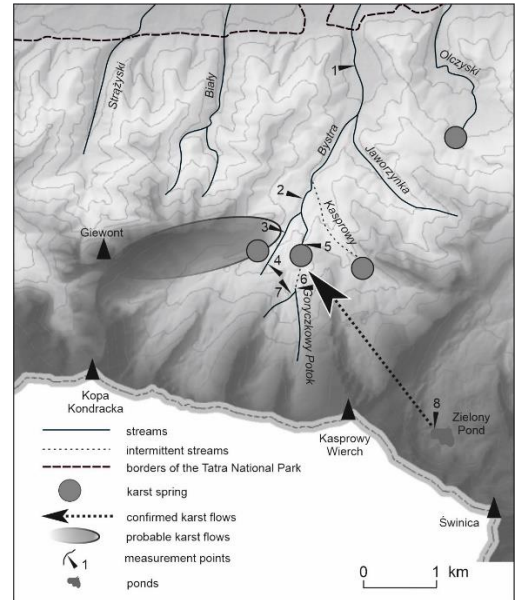 Strążyski
Biały
1
Olczyski
Bystra
Jaworzynka
2
Kasprowy
Giewont
3
5
4
6
7
Goryczkowy Potok
8
Zielony
Pond
Kopa
Kondracka
Kasprowy
Wierch
Świnica
streams
intermittent streams
borders of the Tatra National Park
karst spring
confirmed karst flows
probable karst flows
1
measurement points
ponds
0 1 km